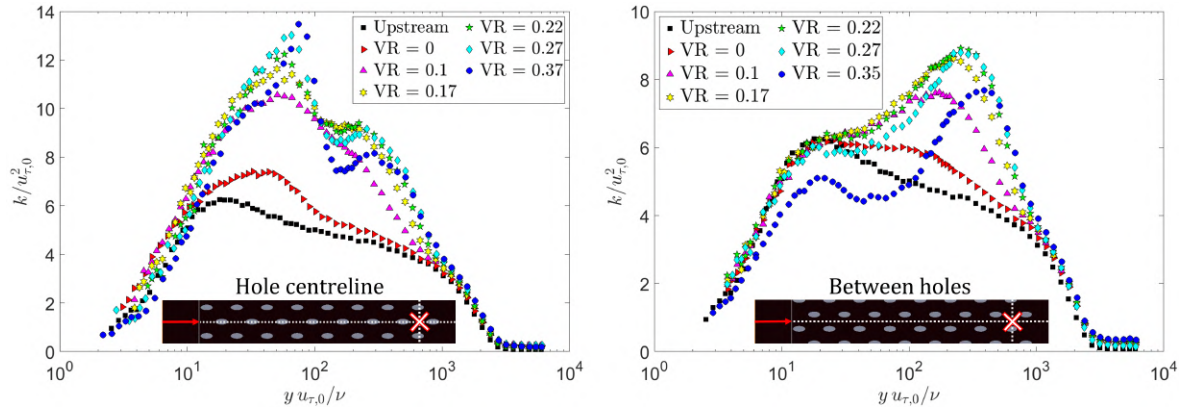 14
12
10
8
6
4
2
0
k/u²τ,0
Upstream
VR = 0
VR = 0.1
VR = 0.17
VR = 0.22
VR = 0.27
VR = 0.37
Hole centreline
10⁰ 10¹ 10² 10³ 10⁴
y uτ,0/ν
10
8
6
4
2
0
k/u²τ,0
Upstream
VR = 0
VR = 0.1
VR = 0.17
VR = 0.22
VR = 0.27
VR = 0.35
Between holes
10⁰ 10¹ 10² 10³ 10⁴
y uτ,0/ν